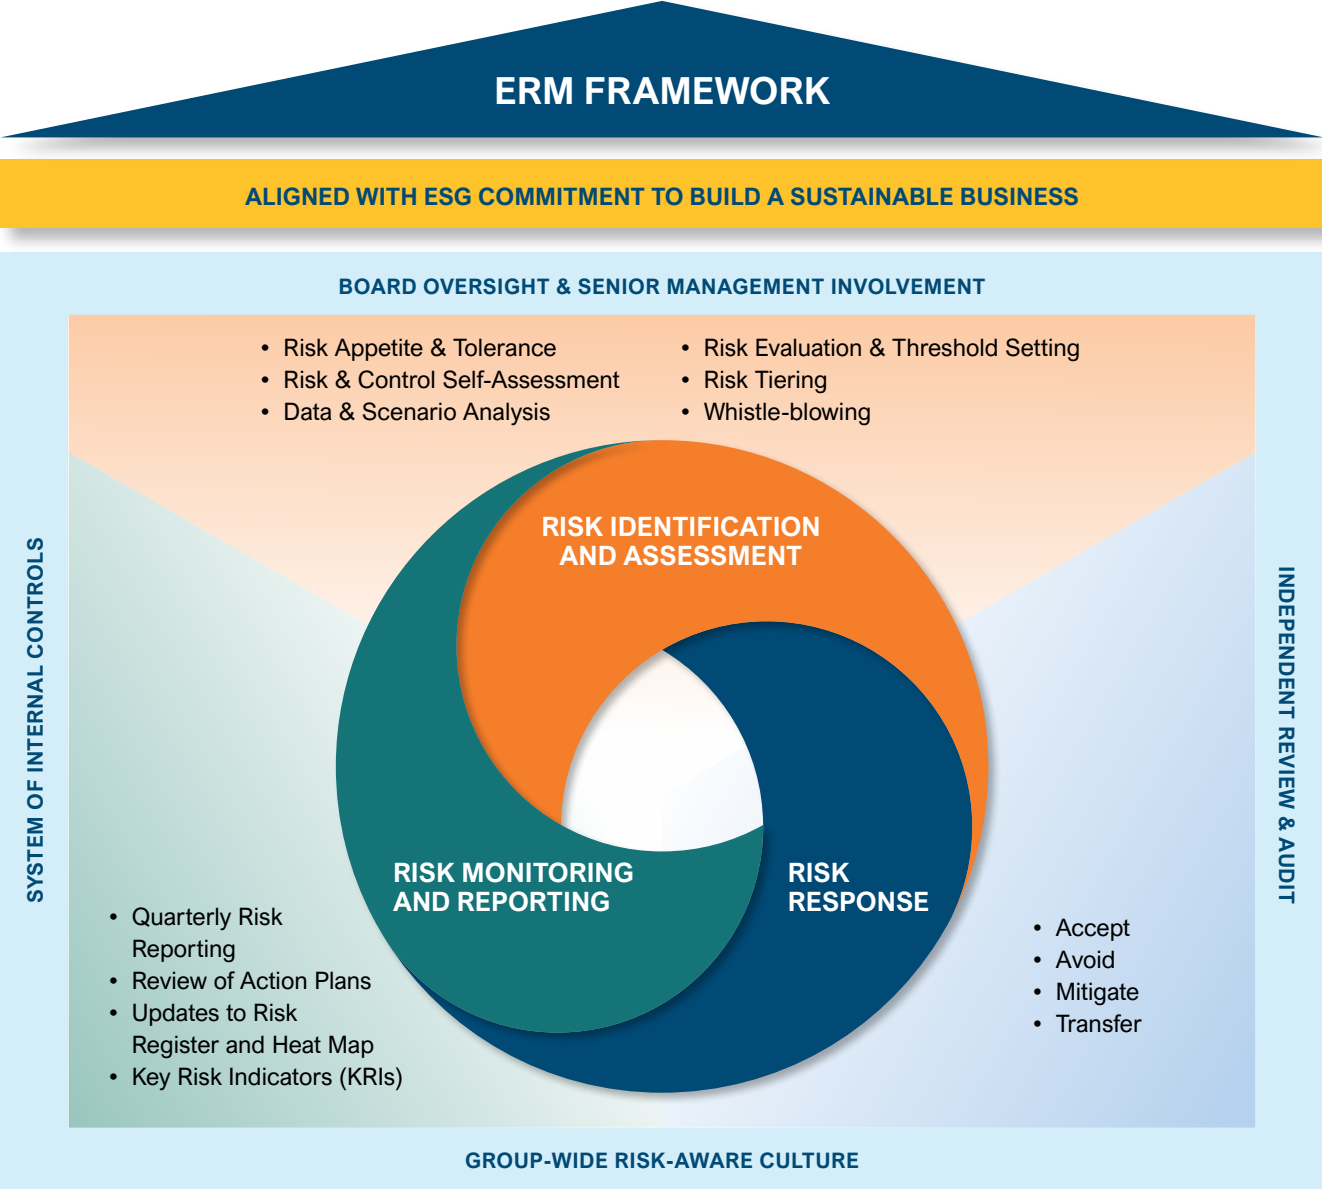 ERM FRAMEWORK
ALIGNED WITH ESG COMMITMENT TO BUILD A SUSTAINABLE BUSINESS
BOARD OVERSIGHT & SENIOR MANAGEMENT INVOLVEMENT
• Risk Appetite & Tolerance
• Risk & Control Self-Assessment
• Data & Scenario Analysis
• Risk Evaluation & Threshold Setting
• Risk Tiering
• Whistle-blowing
RISK IDENTIFICATION
AND ASSESSMENT
SYSTEM OF INTERNAL CONTROLS
INDEPENDENT REVIEW & AUDIT
RISK MONITORING
AND REPORTING
RISK
RESPONSE
• Quarterly Risk
Reporting
• Review of Action Plans
• Updates to Risk
Register and Heat Map
• Key Risk Indicators (KRIs)
• Accept
• Avoid
• Mitigate
• Transfer
GROUP-WIDE RISK-AWARE CULTURE